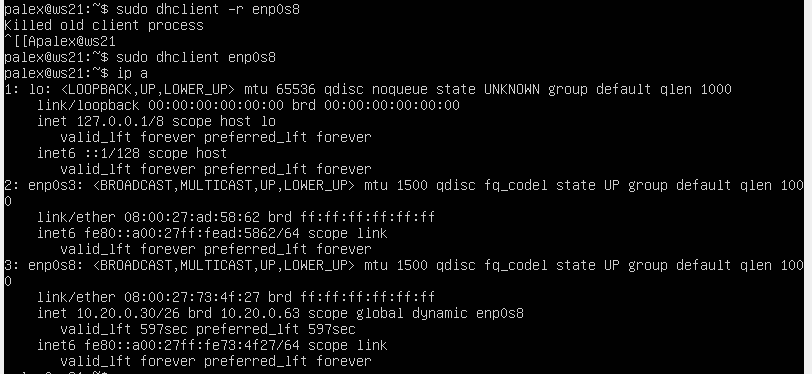 palex@ws21:~$ sudo dhclient -r enp0s8
Killed old client process
^[[Apalex@ws21
palex@ws21:~$ sudo dhclient enp0s8
palex@ws21:~$ ip a
1: lo: <LOOPBACK,UP,LOWER_UP> mtu 65536 qdisc noqueue state UNKNOWN group default qlen 1000
    link/loopback 00:00:00:00:00:00 brd 00:00:00:00:00:00
    inet 127.0.0.1/8 scope host lo
       valid_lft forever preferred_lft forever
    inet6 ::1/128 scope host
       valid_lft forever preferred_lft forever
2: enp0s3: <BROADCAST,MULTICAST,UP,LOWER_UP> mtu 1500 qdisc fq_codel state UP group default qlen 100
0
    link/ether 08:00:27:ad:58:62 brd ff:ff:ff:ff:ff:ff
    inet6 fe80::a00:27ff:fead:5862/64 scope link
       valid_lft forever preferred_lft forever
3: enp0s8: <BROADCAST,MULTICAST,UP,LOWER_UP> mtu 1500 qdisc fq_codel state UP group default qlen 100
0
    link/ether 08:00:27:73:4f:27 brd ff:ff:ff:ff:ff:ff
    inet 10.20.0.30/26 brd 10.20.0.63 scope global dynamic enp0s8
       valid_lft 597sec preferred_lft 597sec
    inet6 fe80::a00:27ff:fe73:4f27/64 scope link
       valid_lft forever preferred_lft forever
palex@ws21:~$